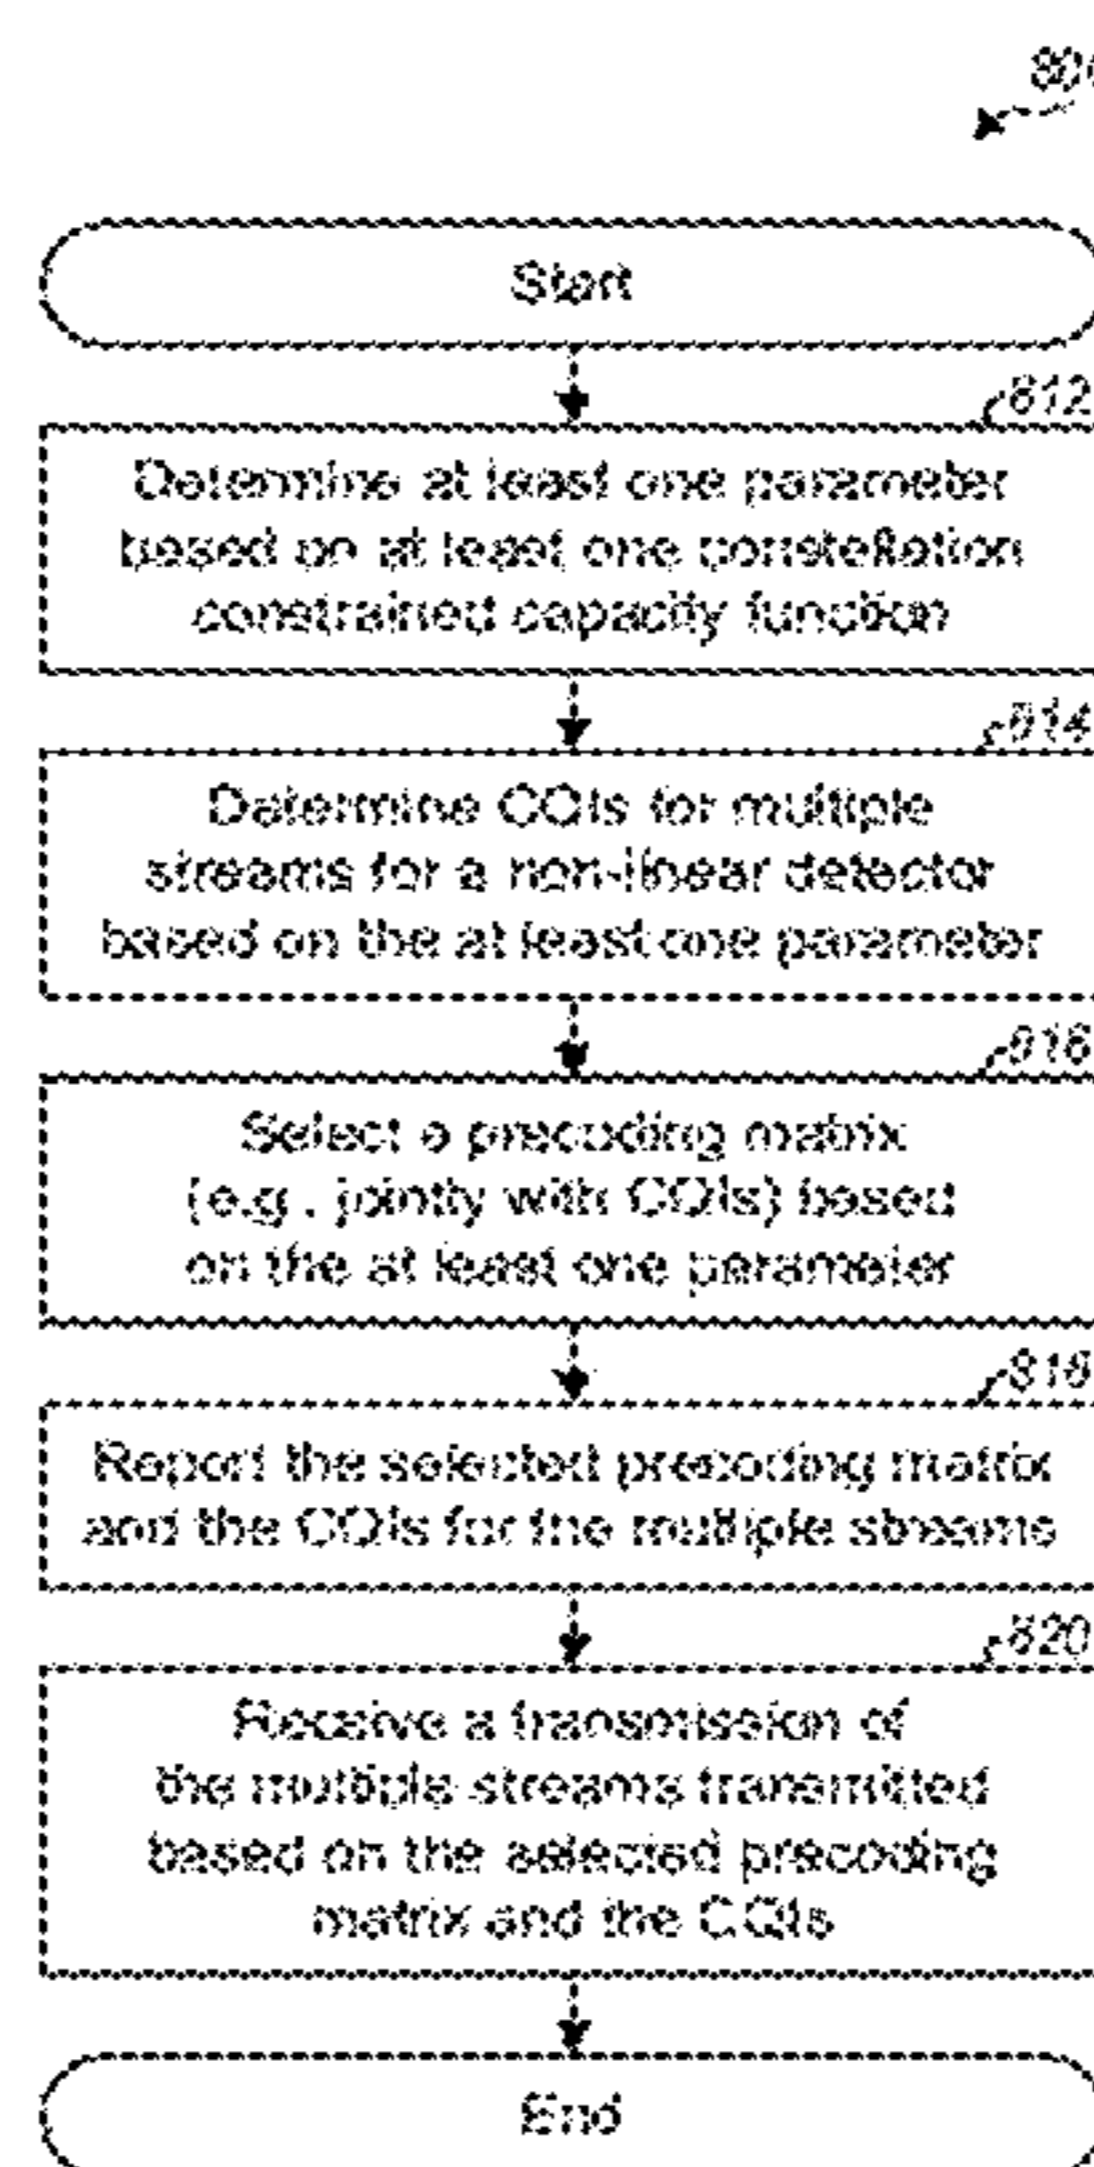 Start
812
Determine at least one parameter
based on at least one constellation
constrained capacity function
814
Determine CQIs for multiple
streams for a non-linear detector
based on the at least one parameter
816
Select a precoding matrix
(e.g., jointly with CQIs) based
on the at least one parameter
818
Report the selected precoding matrix
and the CQIs for the multiple streams
820
Receive a transmission of
the multiple streams transmitted
based on the selected precoding
matrix and the CQIs
End